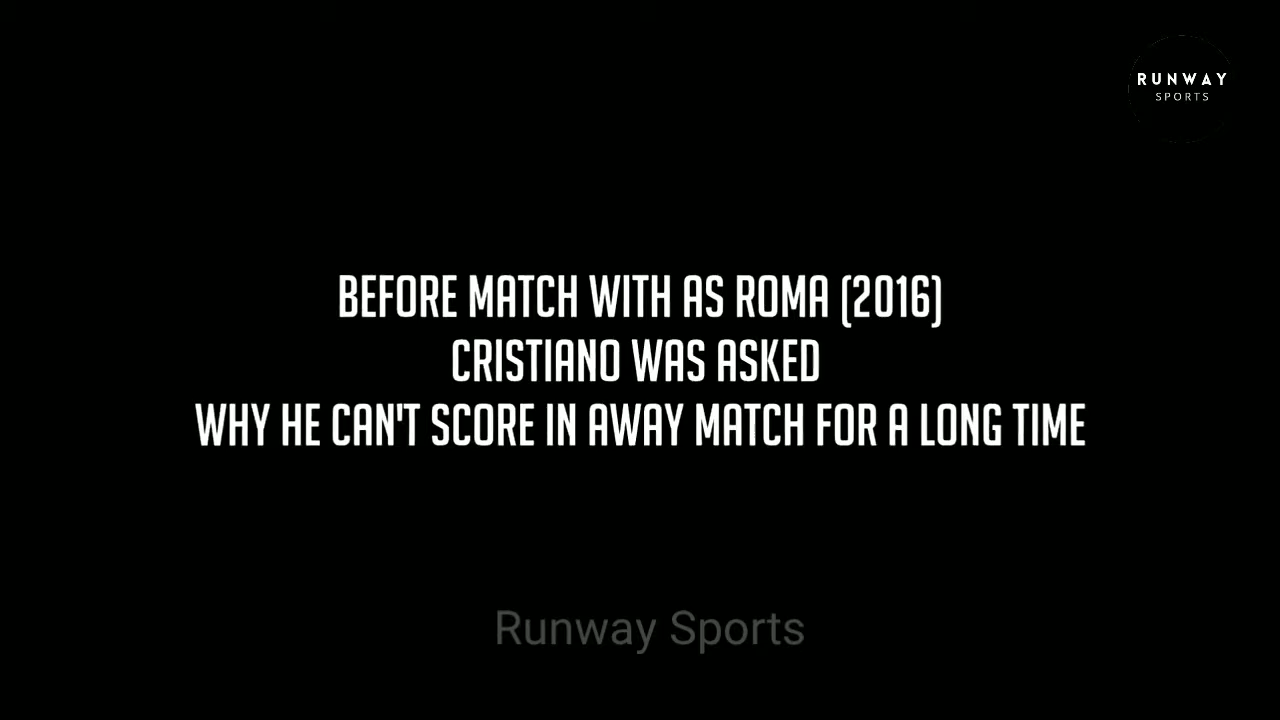 RUNWAY
SPORTS
BEFORE MATCH WITH AS ROMA (2016)
CRISTIANO WAS ASKED
WHY HE CAN'T SCORE IN AWAY MATCH FOR A LONG TIME
Runway Sports